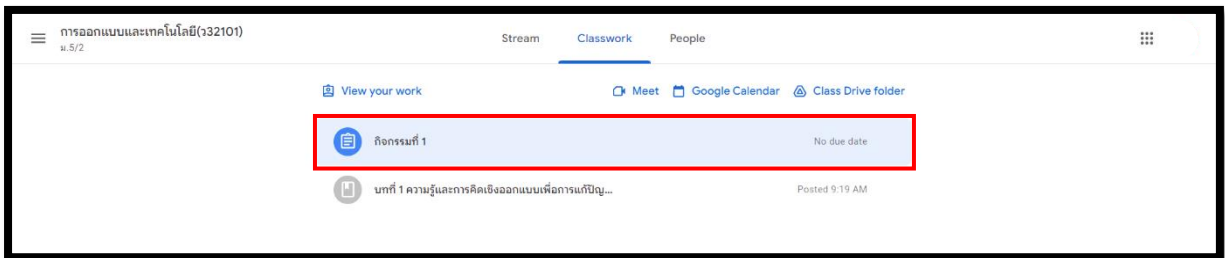 การออกแบบและเทคโนโลยี(ว32101)
ม.5/2
Stream Classwork People
View your work Meet Google Calendar Class Drive folder
กิจกรรมที่ 1 No due date
บทที่ 1 ความรู้และการคิดเชิงออกแบบเพื่อการแก้ปัญ... Posted 9:19 AM